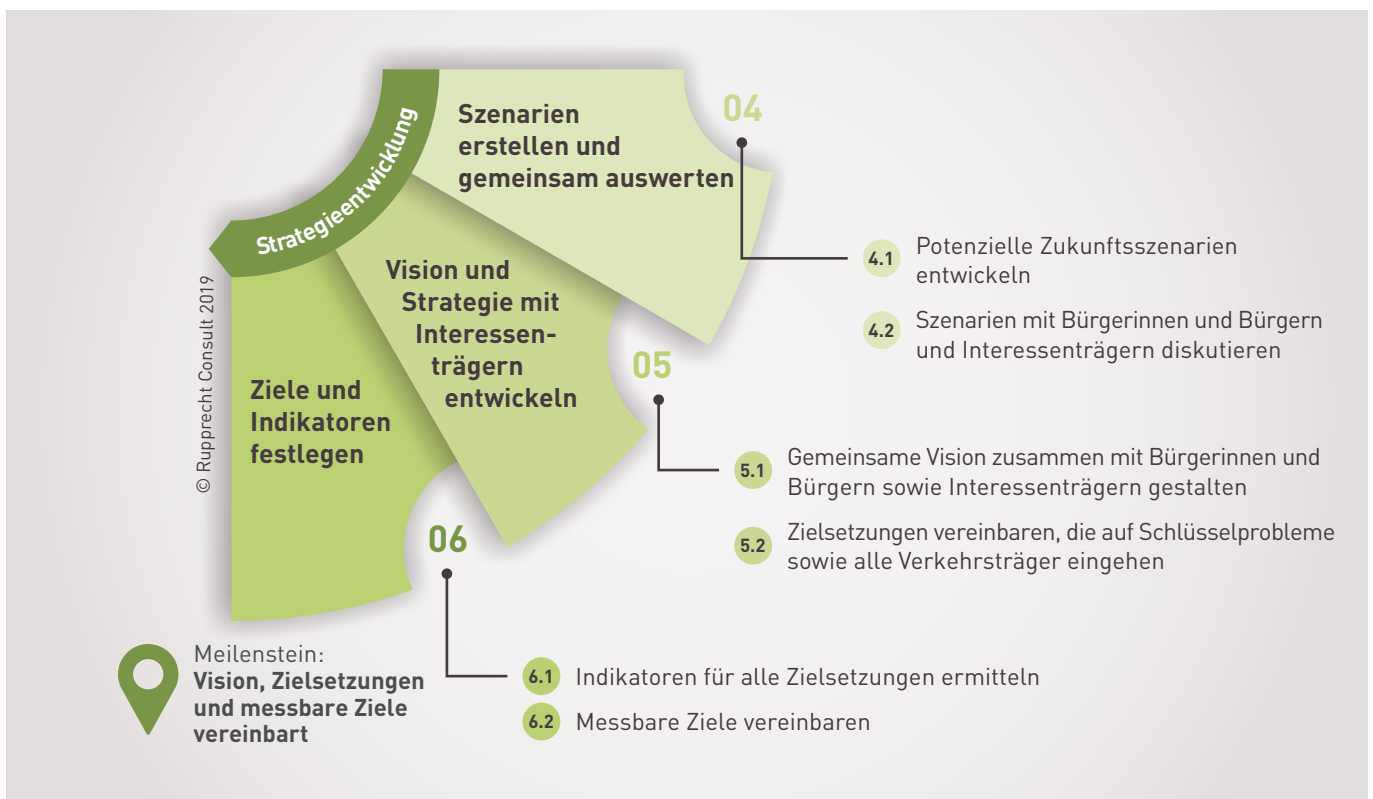 Strategieentwicklung
Szenarien
erstellen und
gemeinsam auswerten
04
4.1
Potenzielle Zukunftsszenarien
entwickeln
4.2
Szenarien mit Bürgerinnen und Bürgern
und Interessenträgern diskutieren
Vision und
Strategie mit
Interessen-
trägern
entwickeln
05
5.1
Gemeinsame Vision zusammen mit Bürgerinnen und
Bürgern sowie Interessenträgern gestalten
5.2
Zielsetzungen vereinbaren, die auf Schlüsselprobleme
sowie alle Verkehrsträger eingehen
Ziele und
Indikatoren
festlegen
06
6.1
Indikatoren für alle Zielsetzungen ermitteln
6.2
Messbare Ziele vereinbaren
Meilenstein:
Vision, Zielsetzungen
und messbare Ziele
vereinbart
© Rupprecht Consult 2019